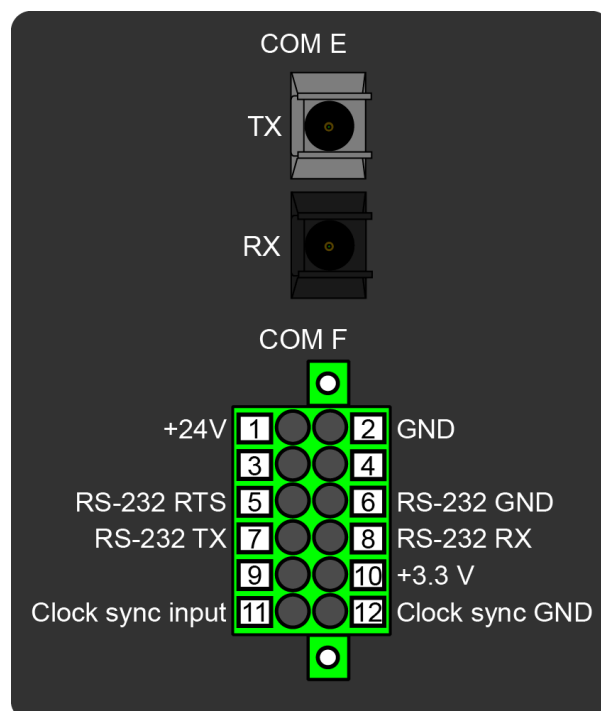 COM E
TX
RX
COM F
+24V 1 2 GND
3 4
RS-232 RTS 5 6 RS-232 GND
RS-232 TX 7 8 RS-232 RX
9 10 +3.3 V
Clock sync input 11 12 Clock sync GND